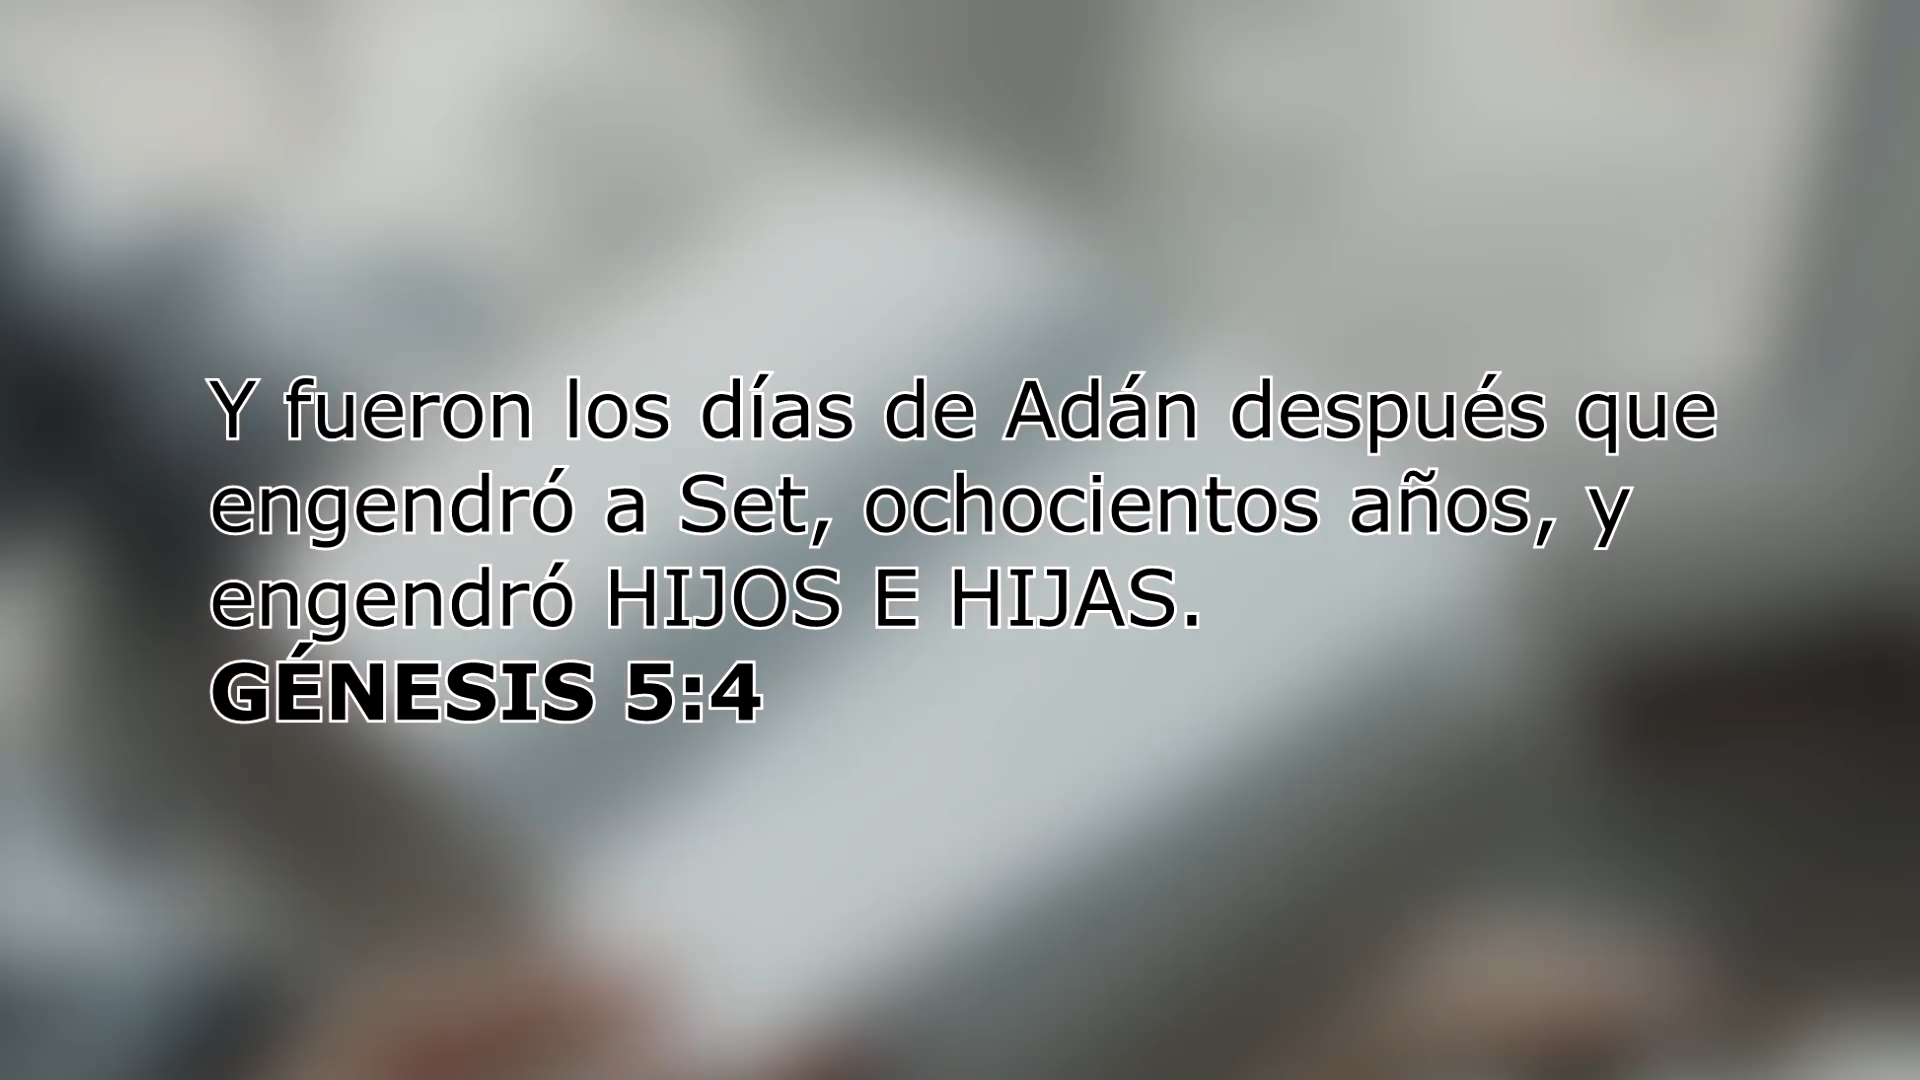 Y fueron los días de Adán después que
engendró a Set, ochocientos años, y
engendró HIJOS E HIJAS.
GÉNESIS 5:4